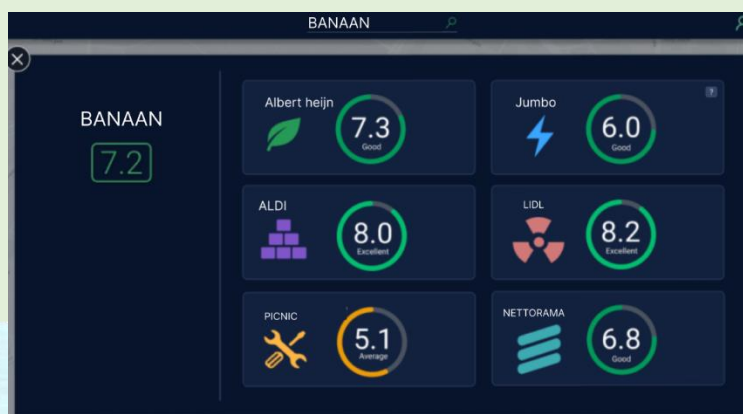 BANAAN
BANAAN
7.2
Albert heijn
7.3
Good
Jumbo
?
6.0
Good
ALDI
8.0
Excellent
LIDL
8.2
Excellent
PICNIC
5.1
Average
NETTORAMA
6.8
Good